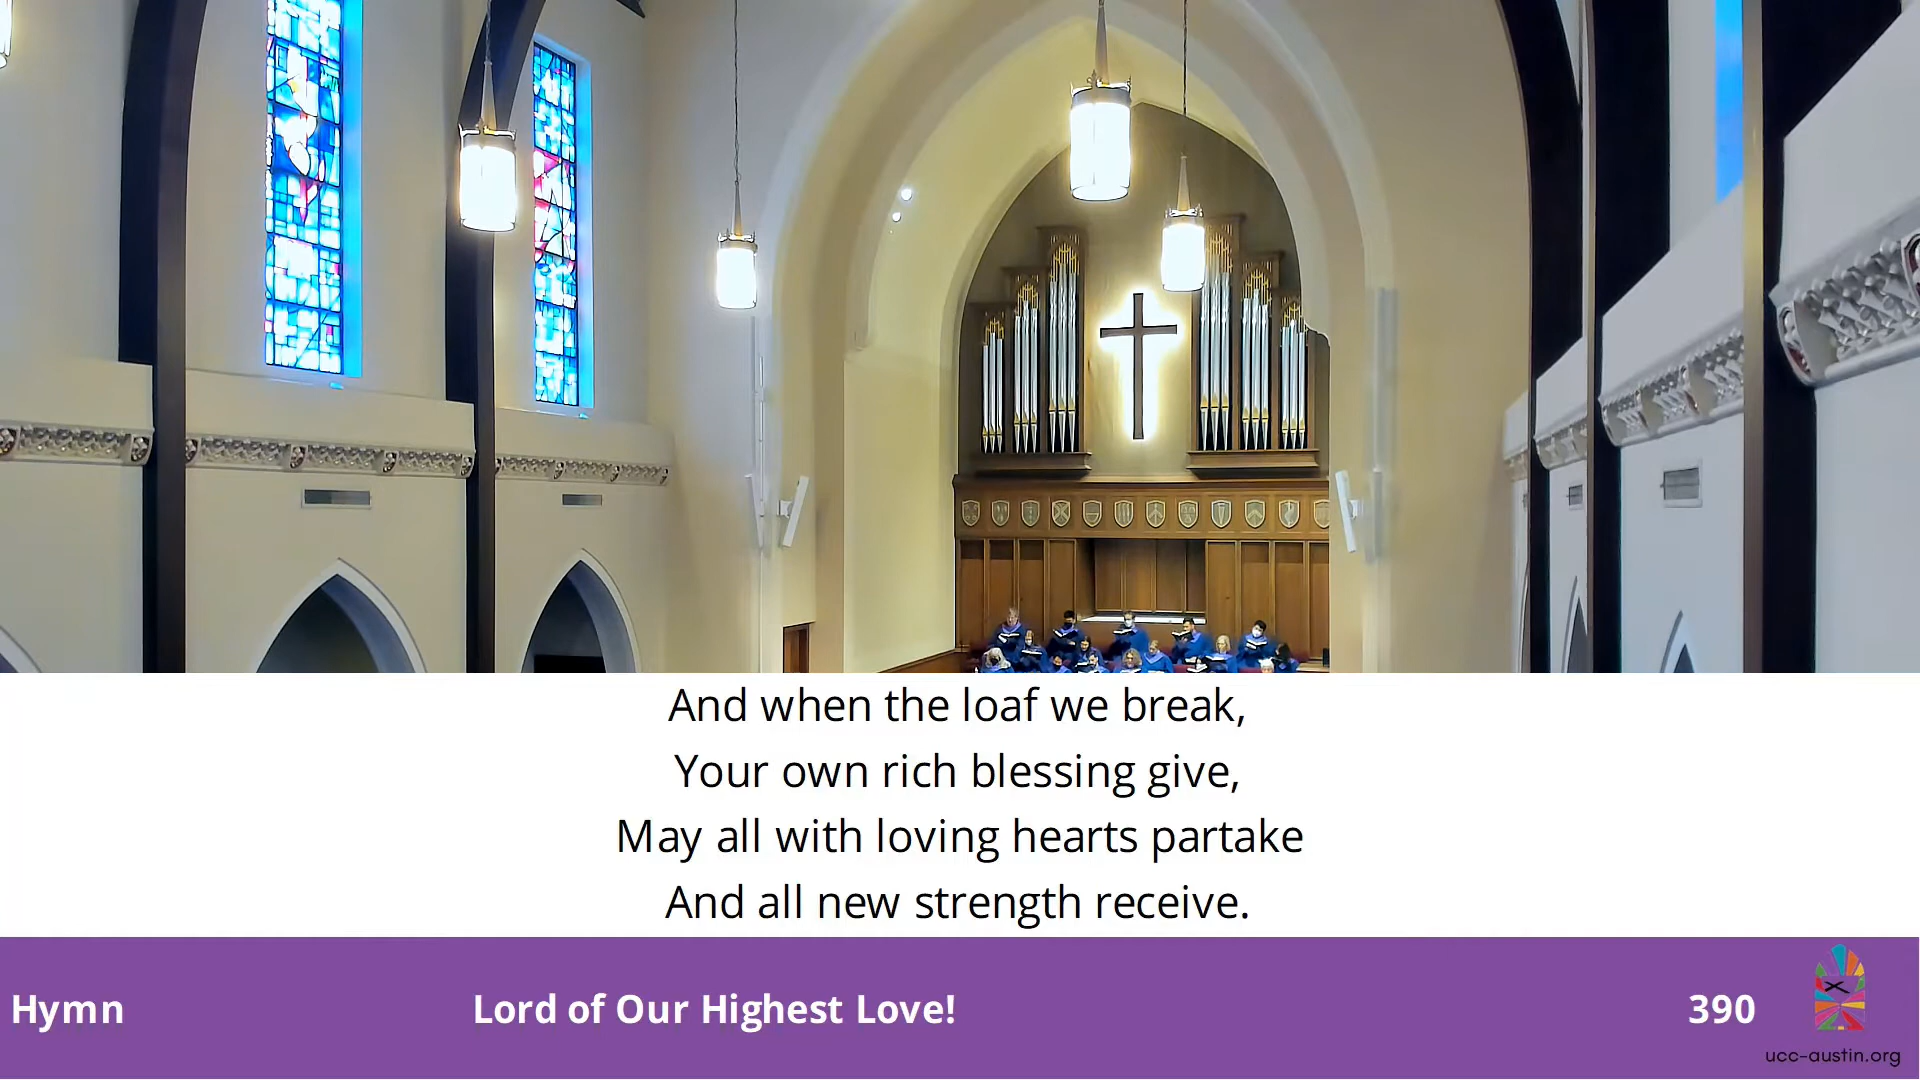 And when the loaf we break,
Your own rich blessing give,
May all with loving hearts partake
And all new strength receive.
Hymn
Lord of Our Highest Love!
390
ucc-austin.org